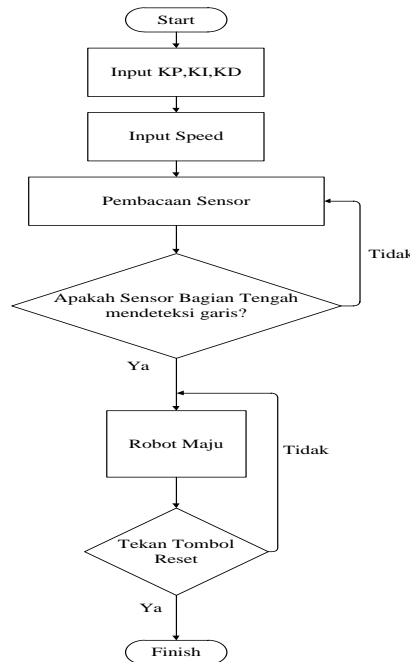 Start
Input KP,KI,KD
Input Speed
Pembacaan Sensor
Tidak
Apakah Sensor Bagian Tengah
mendeteksi garis?
Ya
Robot Maju
Tidak
Tekan Tombol
Reset
Ya
Finish